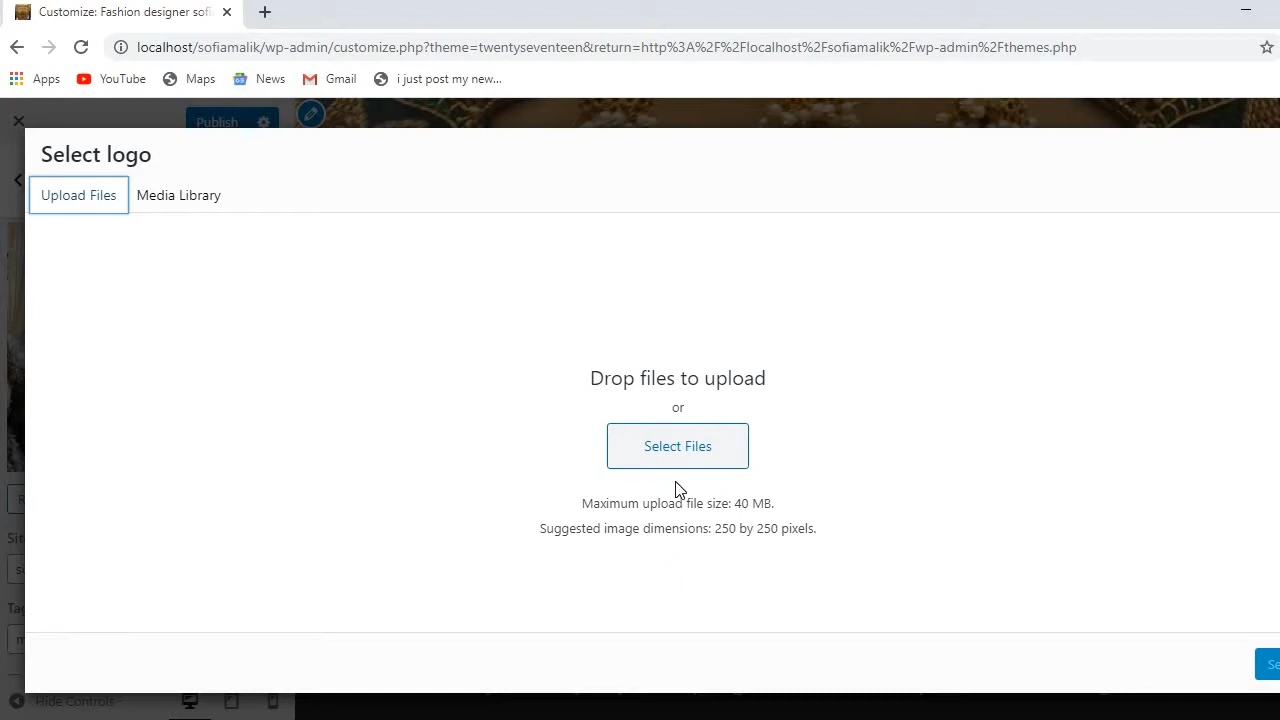 Customize: Fashion designer sofi
localhost/sofiamalik/wp-admin/customize.php?theme=twentyseventeen&return=http%3A%2F%2Flocalhost%2Fsofiamalik%2Fwp-admin%2Fthemes.php
Apps YouTube Maps News Gmail i just post my new...
Publish
Select logo
Upload Files Media Library
Drop files to upload
or
Select Files
Maximum upload file size: 40 MB.
Suggested image dimensions: 250 by 250 pixels.
Hide Controls